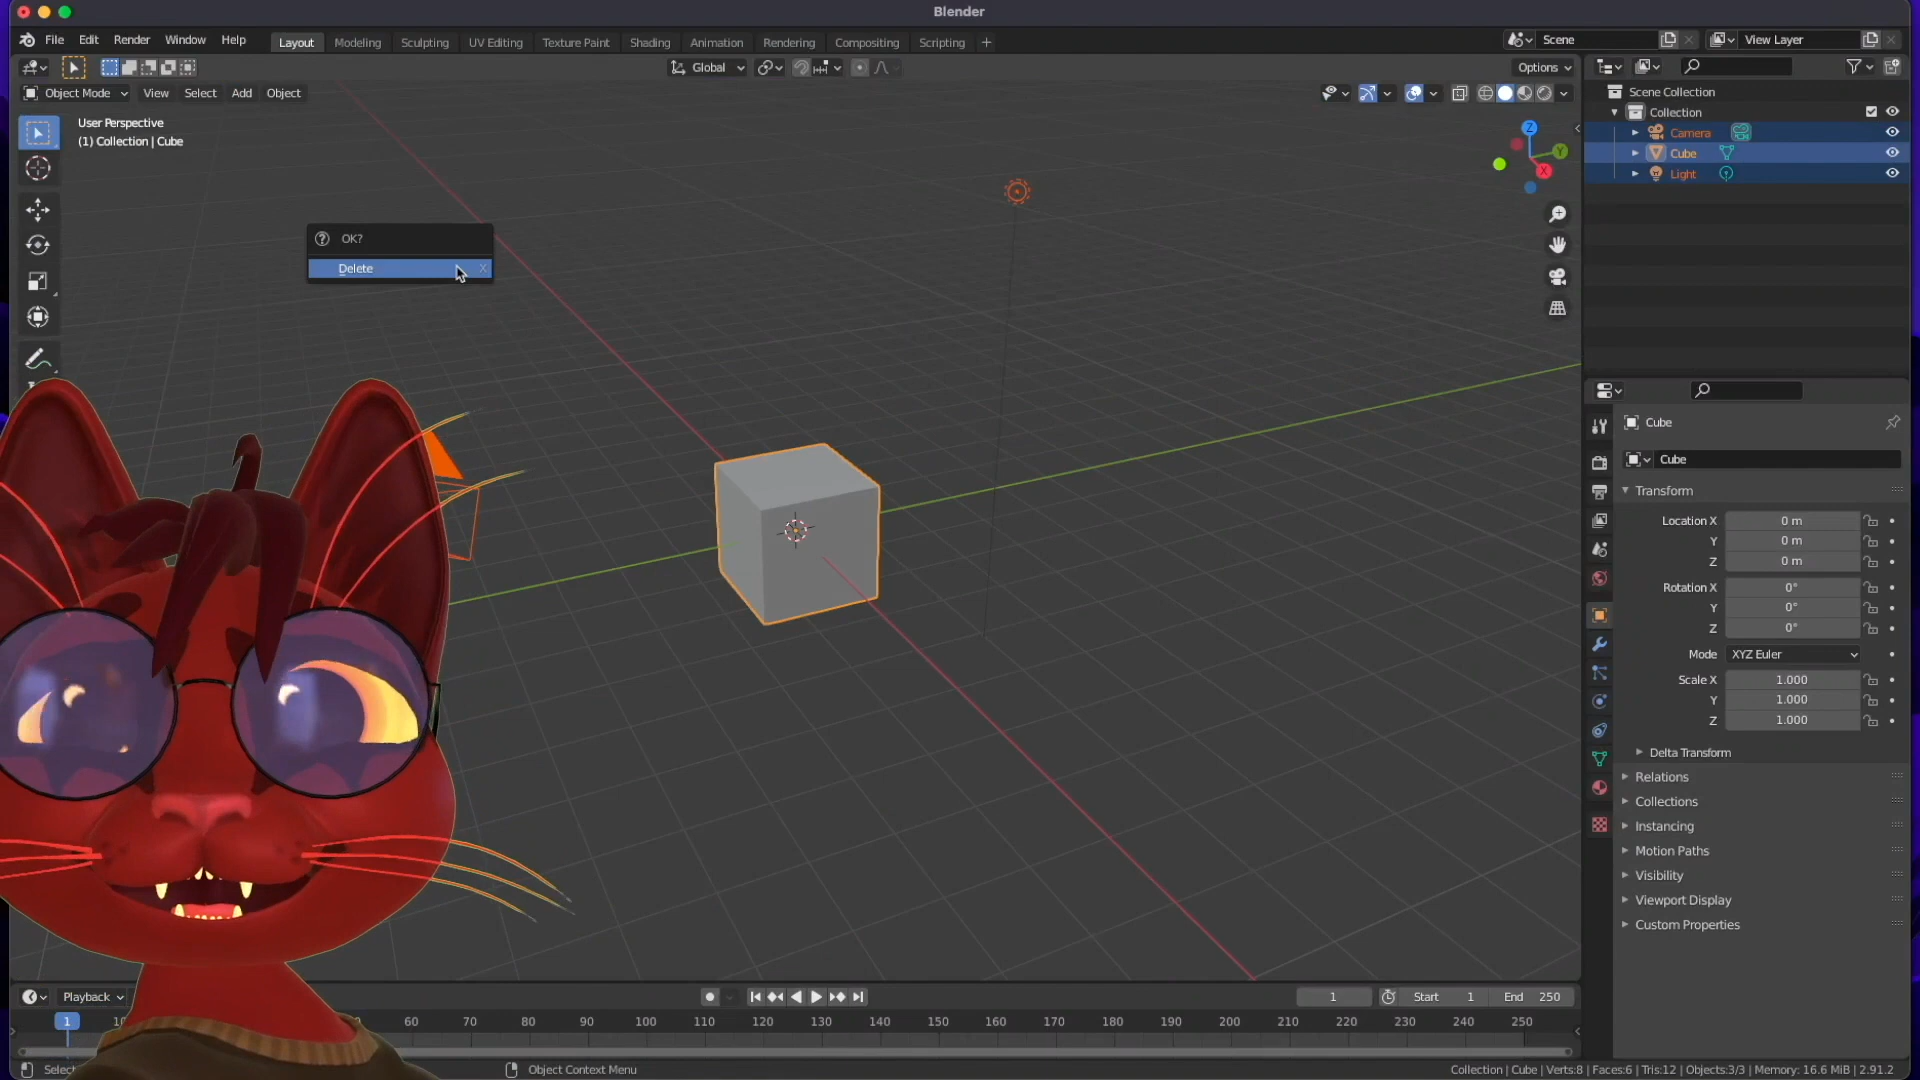 Blender
File Edit Render Window Help Layout Modeling Sculpting UV Editing Texture Paint Shading Animation Rendering Compositing Scripting + Scene View Layer
Global Options
Object Mode View Select Add Object
User Perspective
(1) Collection | Cube
Z
Y
X
OK?
Delete X
Scene Collection
Collection
Camera
Cube
Light
Cube
Cube
Transform
Location X 0 m
Y 0 m
Z 0 m
Rotation X 0°
Y 0°
Z 0°
Mode XYZ Euler
Scale X 1.000
Y 1.000
Z 1.000
Delta Transform
Relations
Collections
Instancing
Motion Paths
Visibility
Viewport Display
Custom Properties
Playback 1 Start 1 End 250
1 60 70 80 90 100 110 120 130 140 150 160 170 180 190 200 210 220 230 240 250
Select Object Context Menu Collection | Cube | Verts:8 | Faces:6 | Tris:12 | Objects:3/3 | Memory: 16.6 MiB | 2.91.2